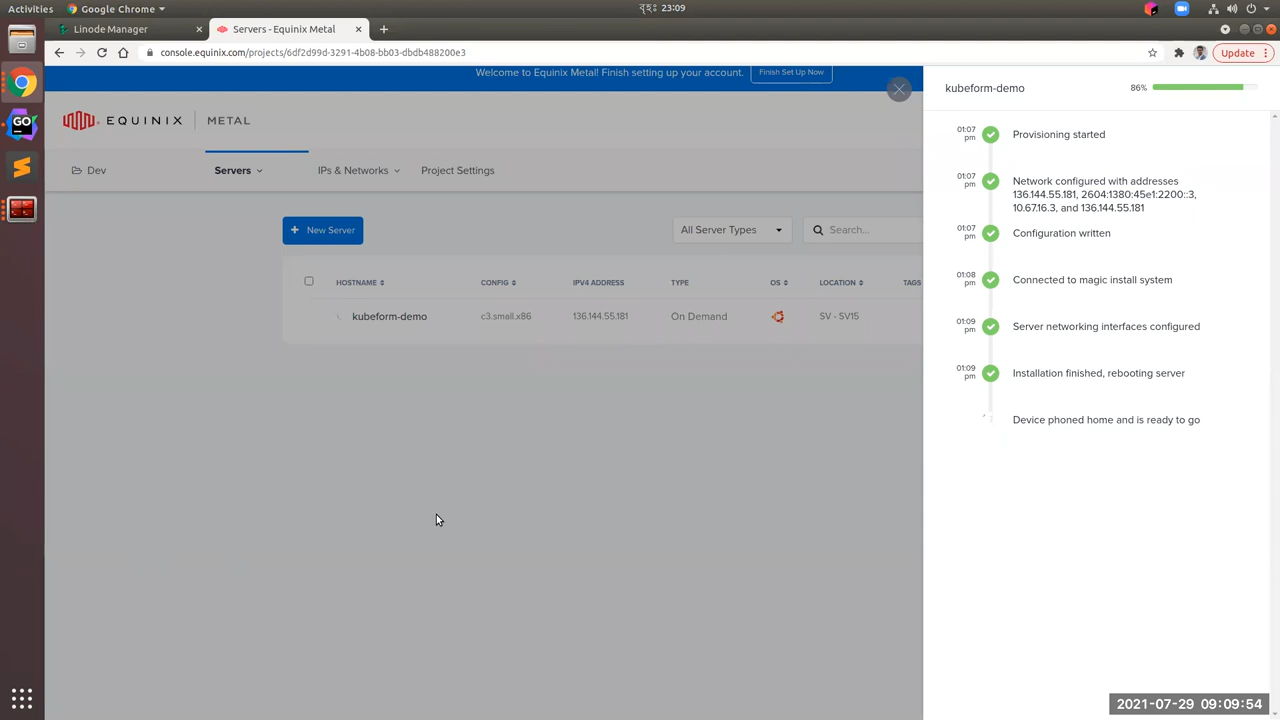 Activities
Google Chrome
বৃহঃ 23:09
Linode Manager
Servers - Equinix Metal
console.equinix.com/projects/6df2d99d-3291-4b08-bb03-dbdb488200e3
Update
Welcome to Equinix Metal! Finish setting up your account.
Finish Set Up Now
EQUINIX | METAL
Dev
Servers
IPs & Networks
Project Settings
+ New Server
All Server Types
Search...
HOSTNAME
CONFIG
IPV4 ADDRESS
TYPE
OS
LOCATION
TAGS
kubeform-demo
c3.small.x86
136.144.55.181
On Demand
SV - SV15
kubeform-demo
86%
01:07 pm
Provisioning started
01:07 pm
Network configured with addresses
136.144.55.181, 2604:1380:45e1:2200::3,
10.67.16.3, and 136.144.55.181
01:07 pm
Configuration written
01:08 pm
Connected to magic install system
01:09 pm
Server networking interfaces configured
01:09 pm
Installation finished, rebooting server
Device phoned home and is ready to go
GO
2021-07-29 09:09:54